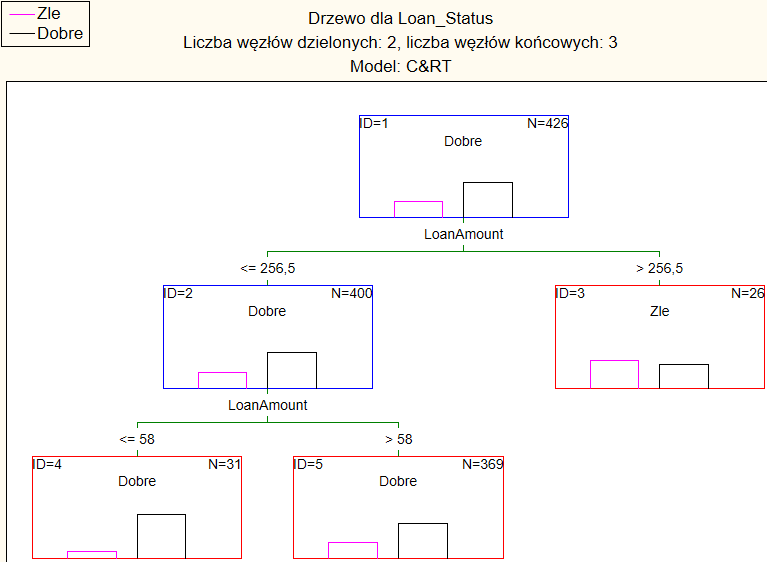 Zle
Dobre
Drzewo dla Loan_Status
Liczba węzłów dzielonych: 2, liczba węzłów końcowych: 3
Model: C&RT
ID=1 N=426
Dobre
LoanAmount
<= 256,5 > 256,5
ID=2 N=400
Dobre
ID=3 N=26
Zle
LoanAmount
<= 58 > 58
ID=4 N=31
Dobre
ID=5 N=369
Dobre